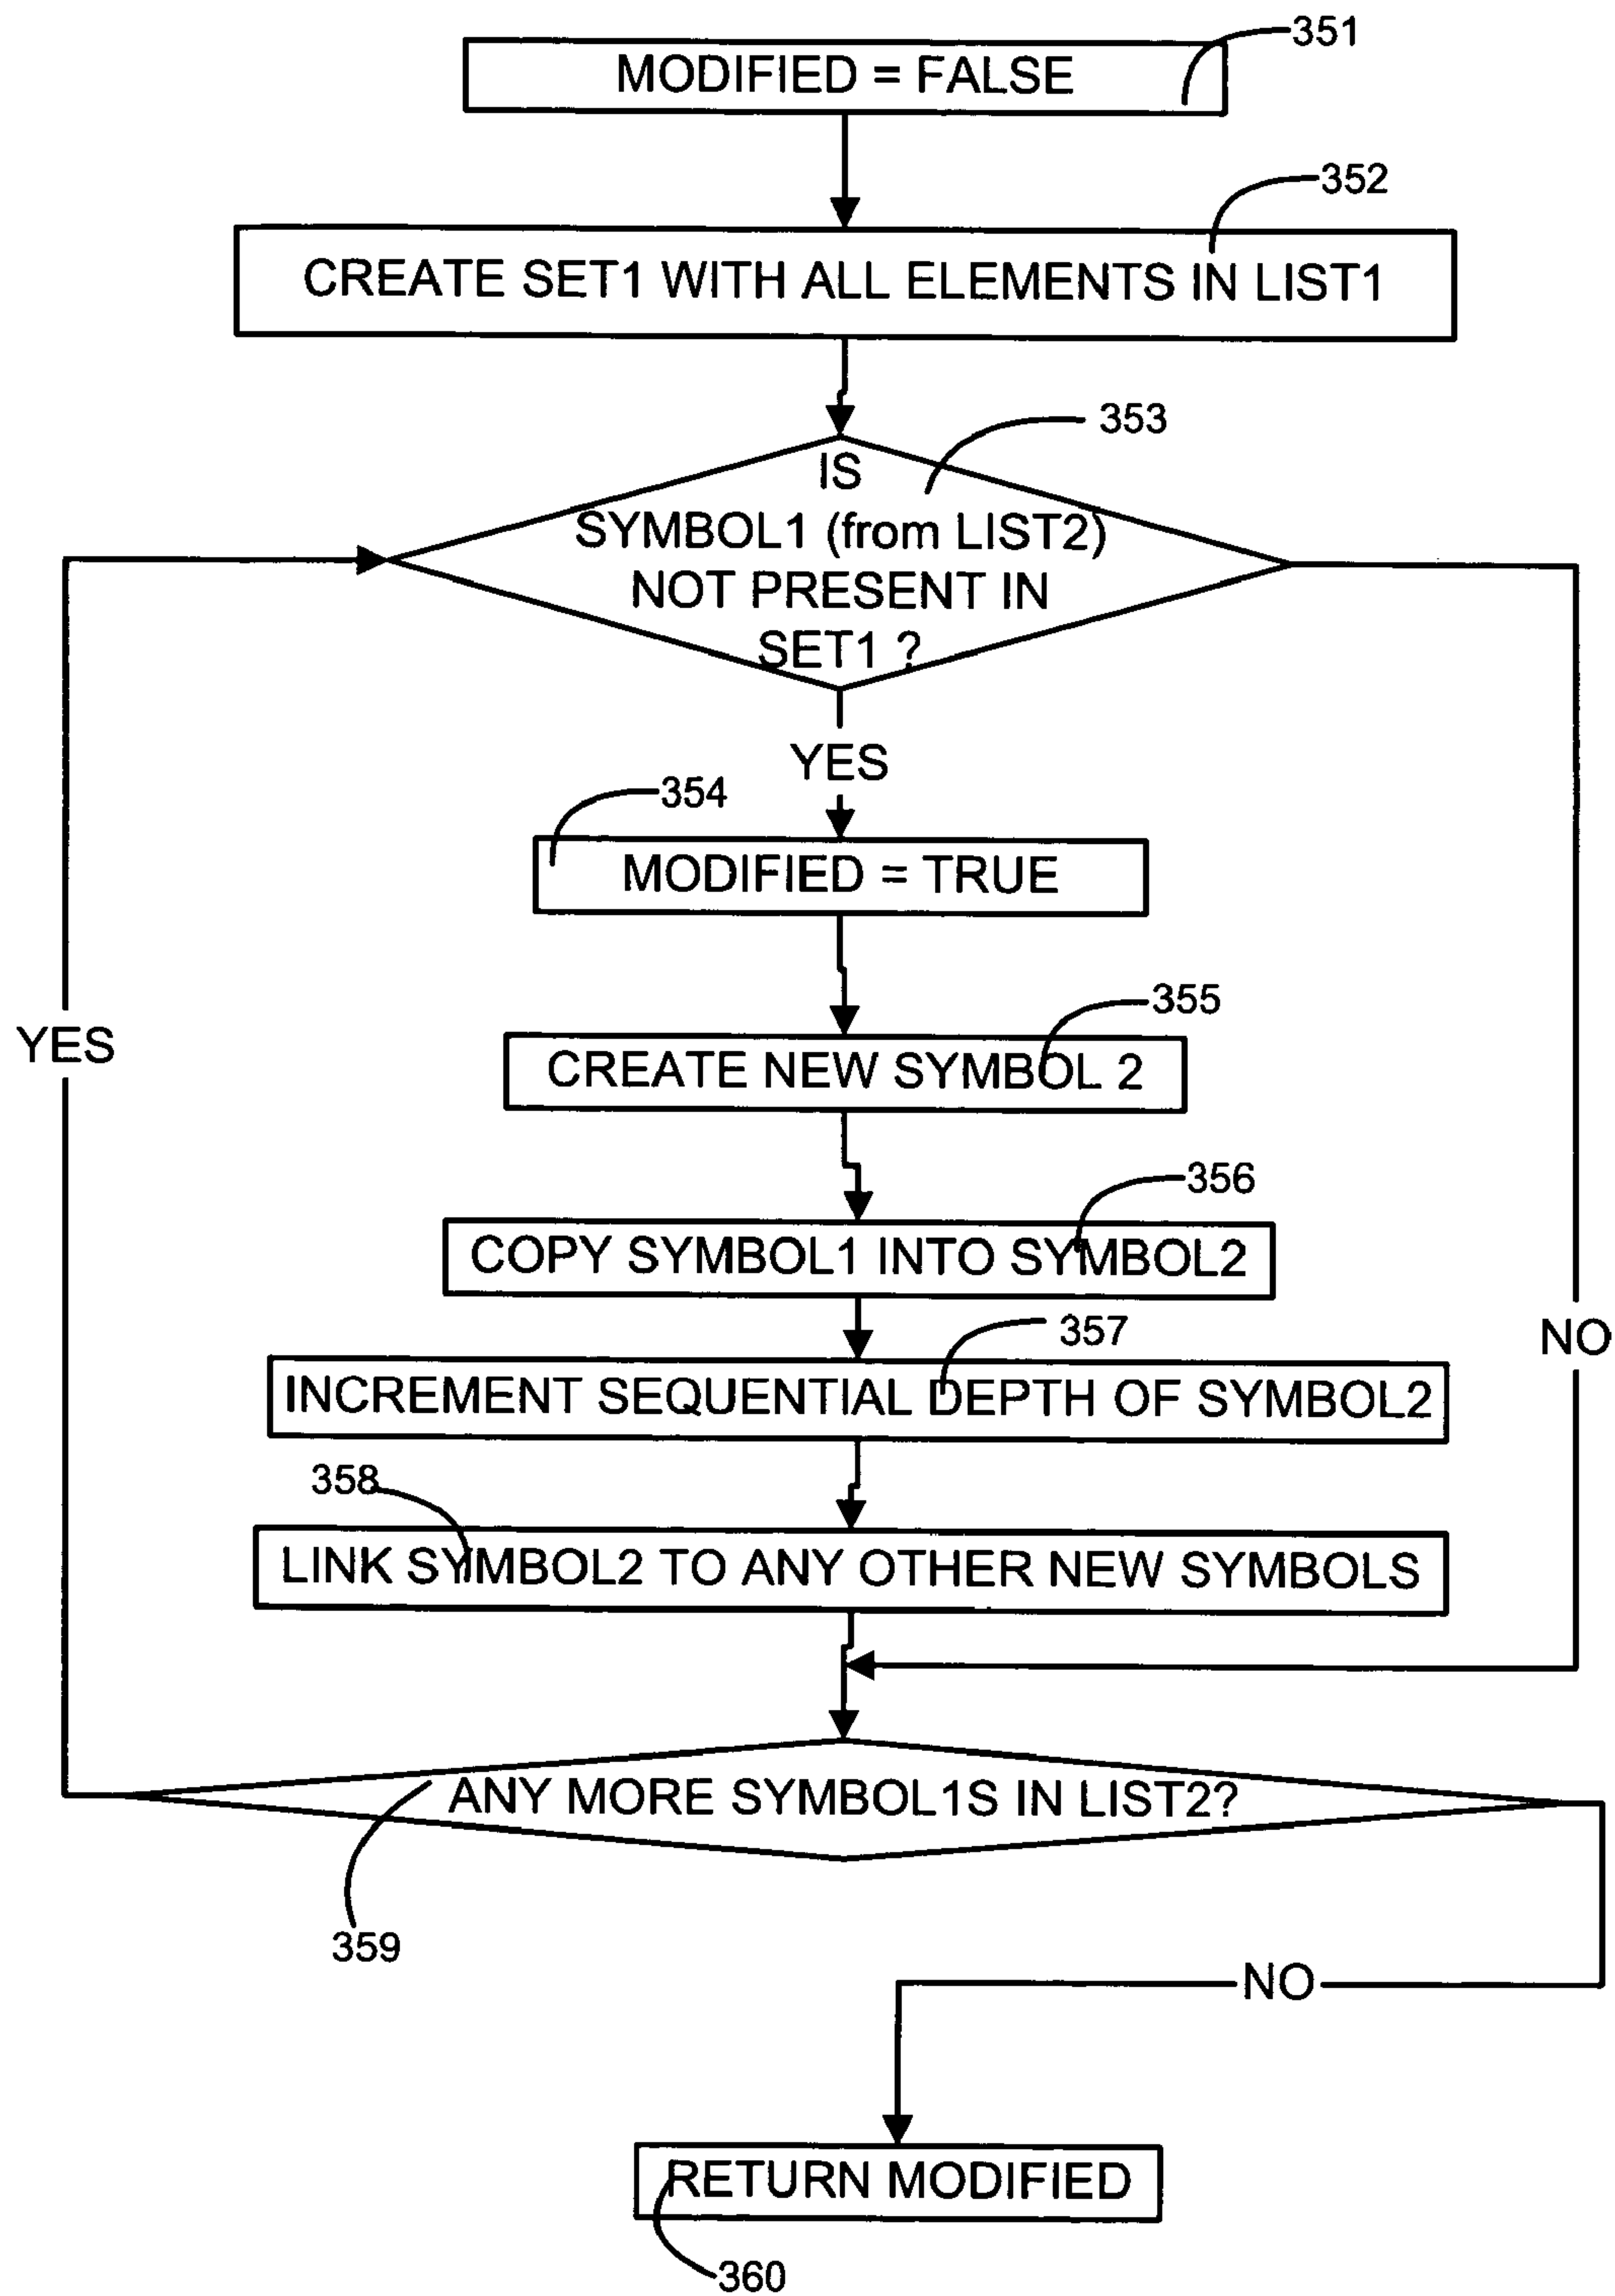 351
MODIFIED = FALSE
352
CREATE SET1 WITH ALL ELEMENTS IN LIST1
353
IS
SYMBOL1 (from LIST2)
NOT PRESENT IN
SET1 ?
YES
354
MODIFIED = TRUE
355
YES
CREATE NEW SYMBOL 2
356
COPY SYMBOL1 INTO SYMBOL2
357
NO
INCREMENT SEQUENTIAL DEPTH OF SYMBOL2
358
LINK SYMBOL2 TO ANY OTHER NEW SYMBOLS
ANY MORE SYMBOL1S IN LIST2?
359
NO
RETURN MODIFIED
360